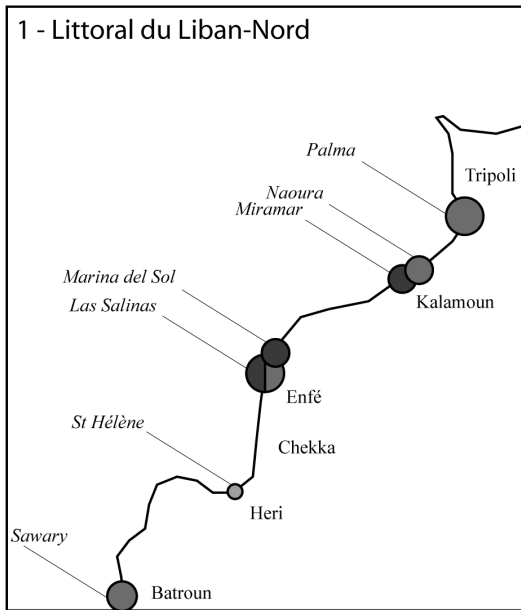 1 - Littoral du Liban-Nord
Palma
Tripoli
Naoura
Miramar
Kalamoun
Marina del Sol
Las Salinas
Enfé
St Hélène
Chekka
Heri
Sawary
Batroun